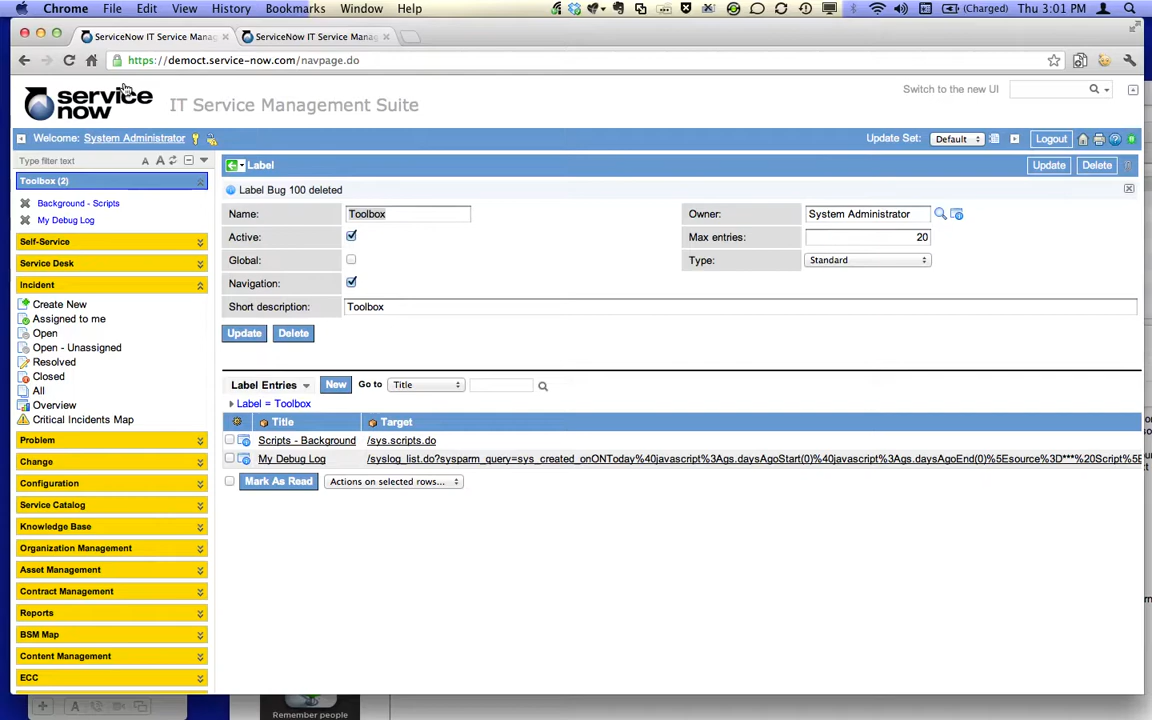 Chrome File Edit View History Bookmarks Window Help (Charged) Thu 3:01 PM
ServiceNow IT Service Mana ServiceNow IT Service Mana
https://democt.service-now.com/navpage.do
service now IT Service Management Suite Switch to the new UI
Welcome: System Administrator Update Set: Default Logout
Type filter text A A Label Update Delete
Toolbox (2)
Label Bug 100 deleted
Background - Scripts
My Debug Log
Name: Toolbox Owner: System Administrator
Active: Max entries: 20
Global: Type: Standard
Navigation:
Short description: Toolbox
Update Delete
Self-Service
Service Desk
Incident
Create New
Assigned to me
Open
Open - Unassigned
Resolved
Closed
All
Overview
Critical Incidents Map
Problem
Change
Configuration
Service Catalog
Knowledge Base
Organization Management
Asset Management
Contract Management
Reports
BSM Map
Content Management
ECC
Label Entries New Go to Title
Label = Toolbox
Title Target
Scripts - Background /sys.scripts.do
My Debug Log /syslog_list.do?sysparm_query=sys_created_onONToday%40javascript%3Ags.daysAgoStart(0)%40javascript%3Ags.daysAgoEnd(0)%5Esource%3D***%20Script%5E
Mark As Read Actions on selected rows...
Remember people